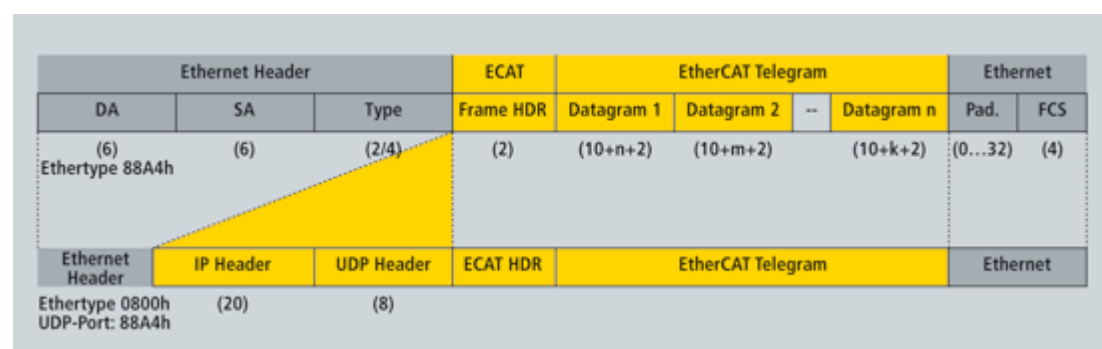 Ethernet Header ECAT EtherCAT Telegram Ethernet
DA SA Type Frame HDR Datagram 1 Datagram 2 -- Datagram n Pad. FCS
(6) (6) (2/4) (2) (10+n+2) (10+m+2) (10+k+2) (0...32) (4)
Ethertype 88A4h
Ethernet
Header
IP Header UDP Header ECAT HDR EtherCAT Telegram Ethernet
Ethertype 0800h (20) (8)
UDP-Port: 88A4h